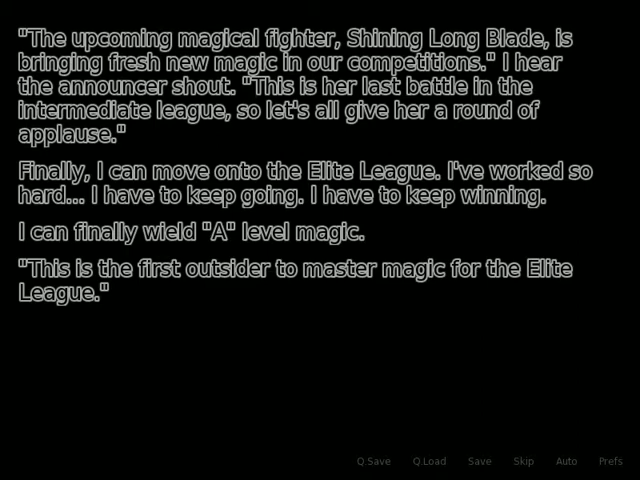 "The upcoming magical fighter, Shining Long Blade, is
bringing fresh new magic in our competitions." I hear
the announcer shout. "This is her last battle in the
intermediate league, so let's all give her a round of
applause."
Finally, I can move onto the Elite League. I've worked so
hard... I have to keep going. I have to keep winning.
I can finally wield "A" level magic.
"This is the first outsider to master magic for the Elite
League."
Q.Save Q.Load Save Skip Auto Prefs